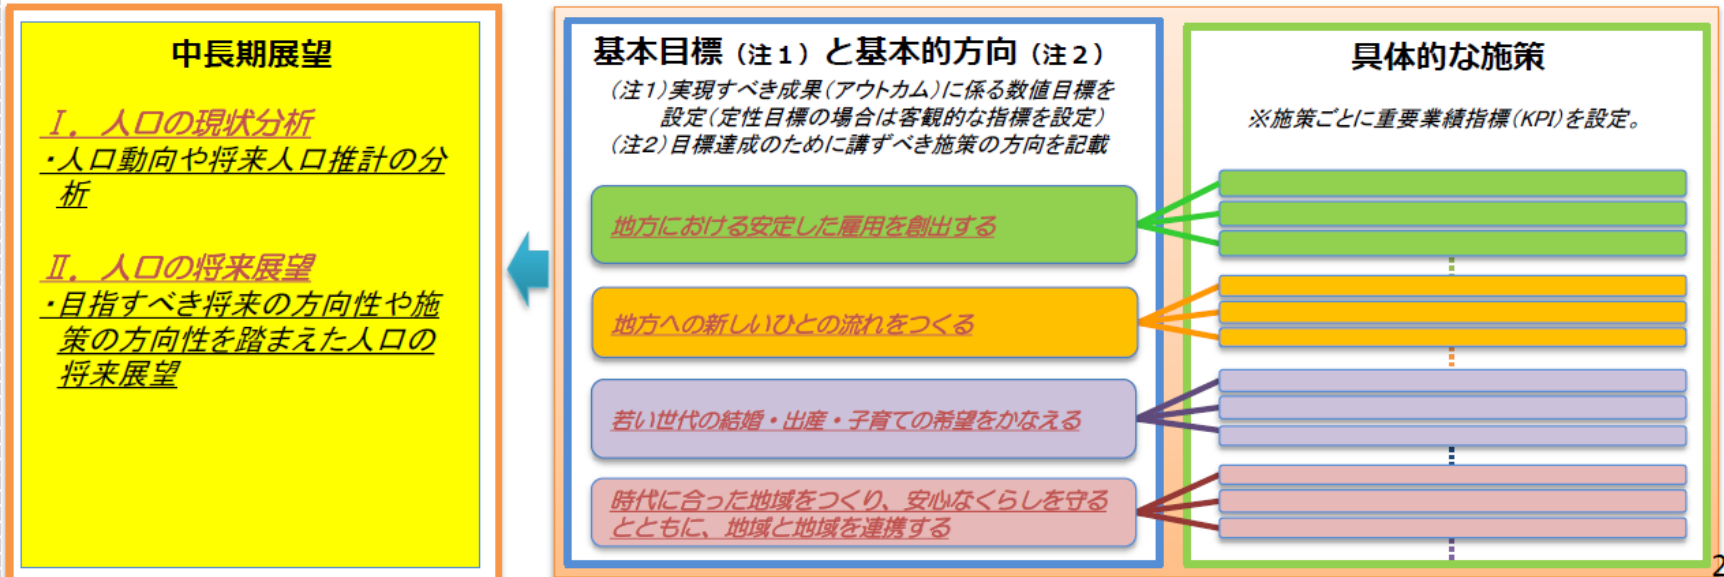 中長期展望
Ⅰ．人口の現状分析
・人口動向や将来人口推計の分
析
Ⅱ．人口の将来展望
・目指すべき将来の方向性や施
策の方向性を踏まえた人口の
将来展望
基本目標（注１）と基本的方向（注２）
（注１）実現すべき成果（アウトカム）に係る数値目標を
設定（定性目標の場合は客観的な指標を設定）
（注２）目標達成のために講ずべき施策の方向を記載
地方における安定した雇用を創出する
地方への新しいひとの流れをつくる
若い世代の結婚・出産・子育ての希望をかなえる
時代に合った地域をつくり、安心なくらしを守る
とともに、地域と地域を連携する
具体的な施策
※施策ごとに重要業績指標（KPI）を設定。
2